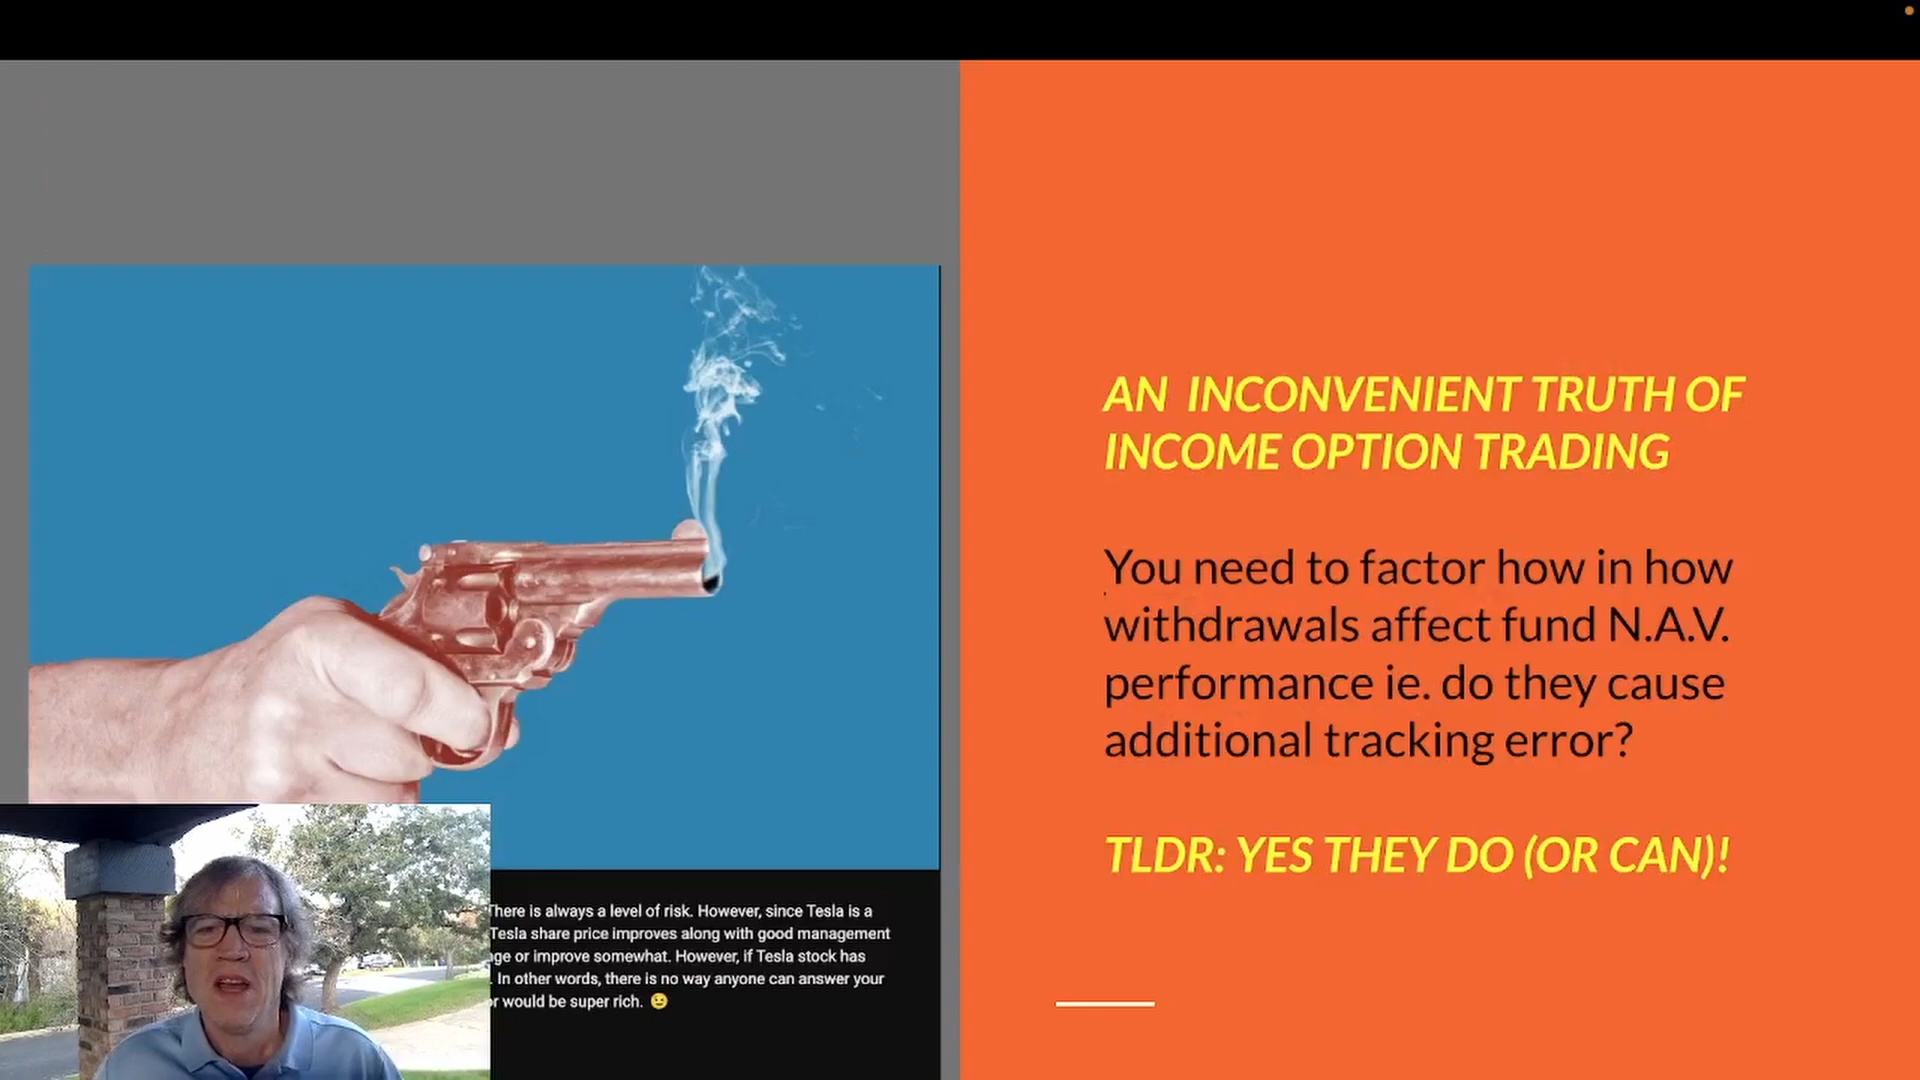 There is always a level of risk. However, since Tesla is a
Tesla share price improves along with good management
ge or improve somewhat. However, if Tesla stock has
. In other words, there is no way anyone can answer your
r would be super rich. 😉
AN INCONVENIENT TRUTH OF
INCOME OPTION TRADING
You need to factor how in how
withdrawals affect fund N.A.V.
performance ie. do they cause
additional tracking error?
TLDR: YES THEY DO (OR CAN)!